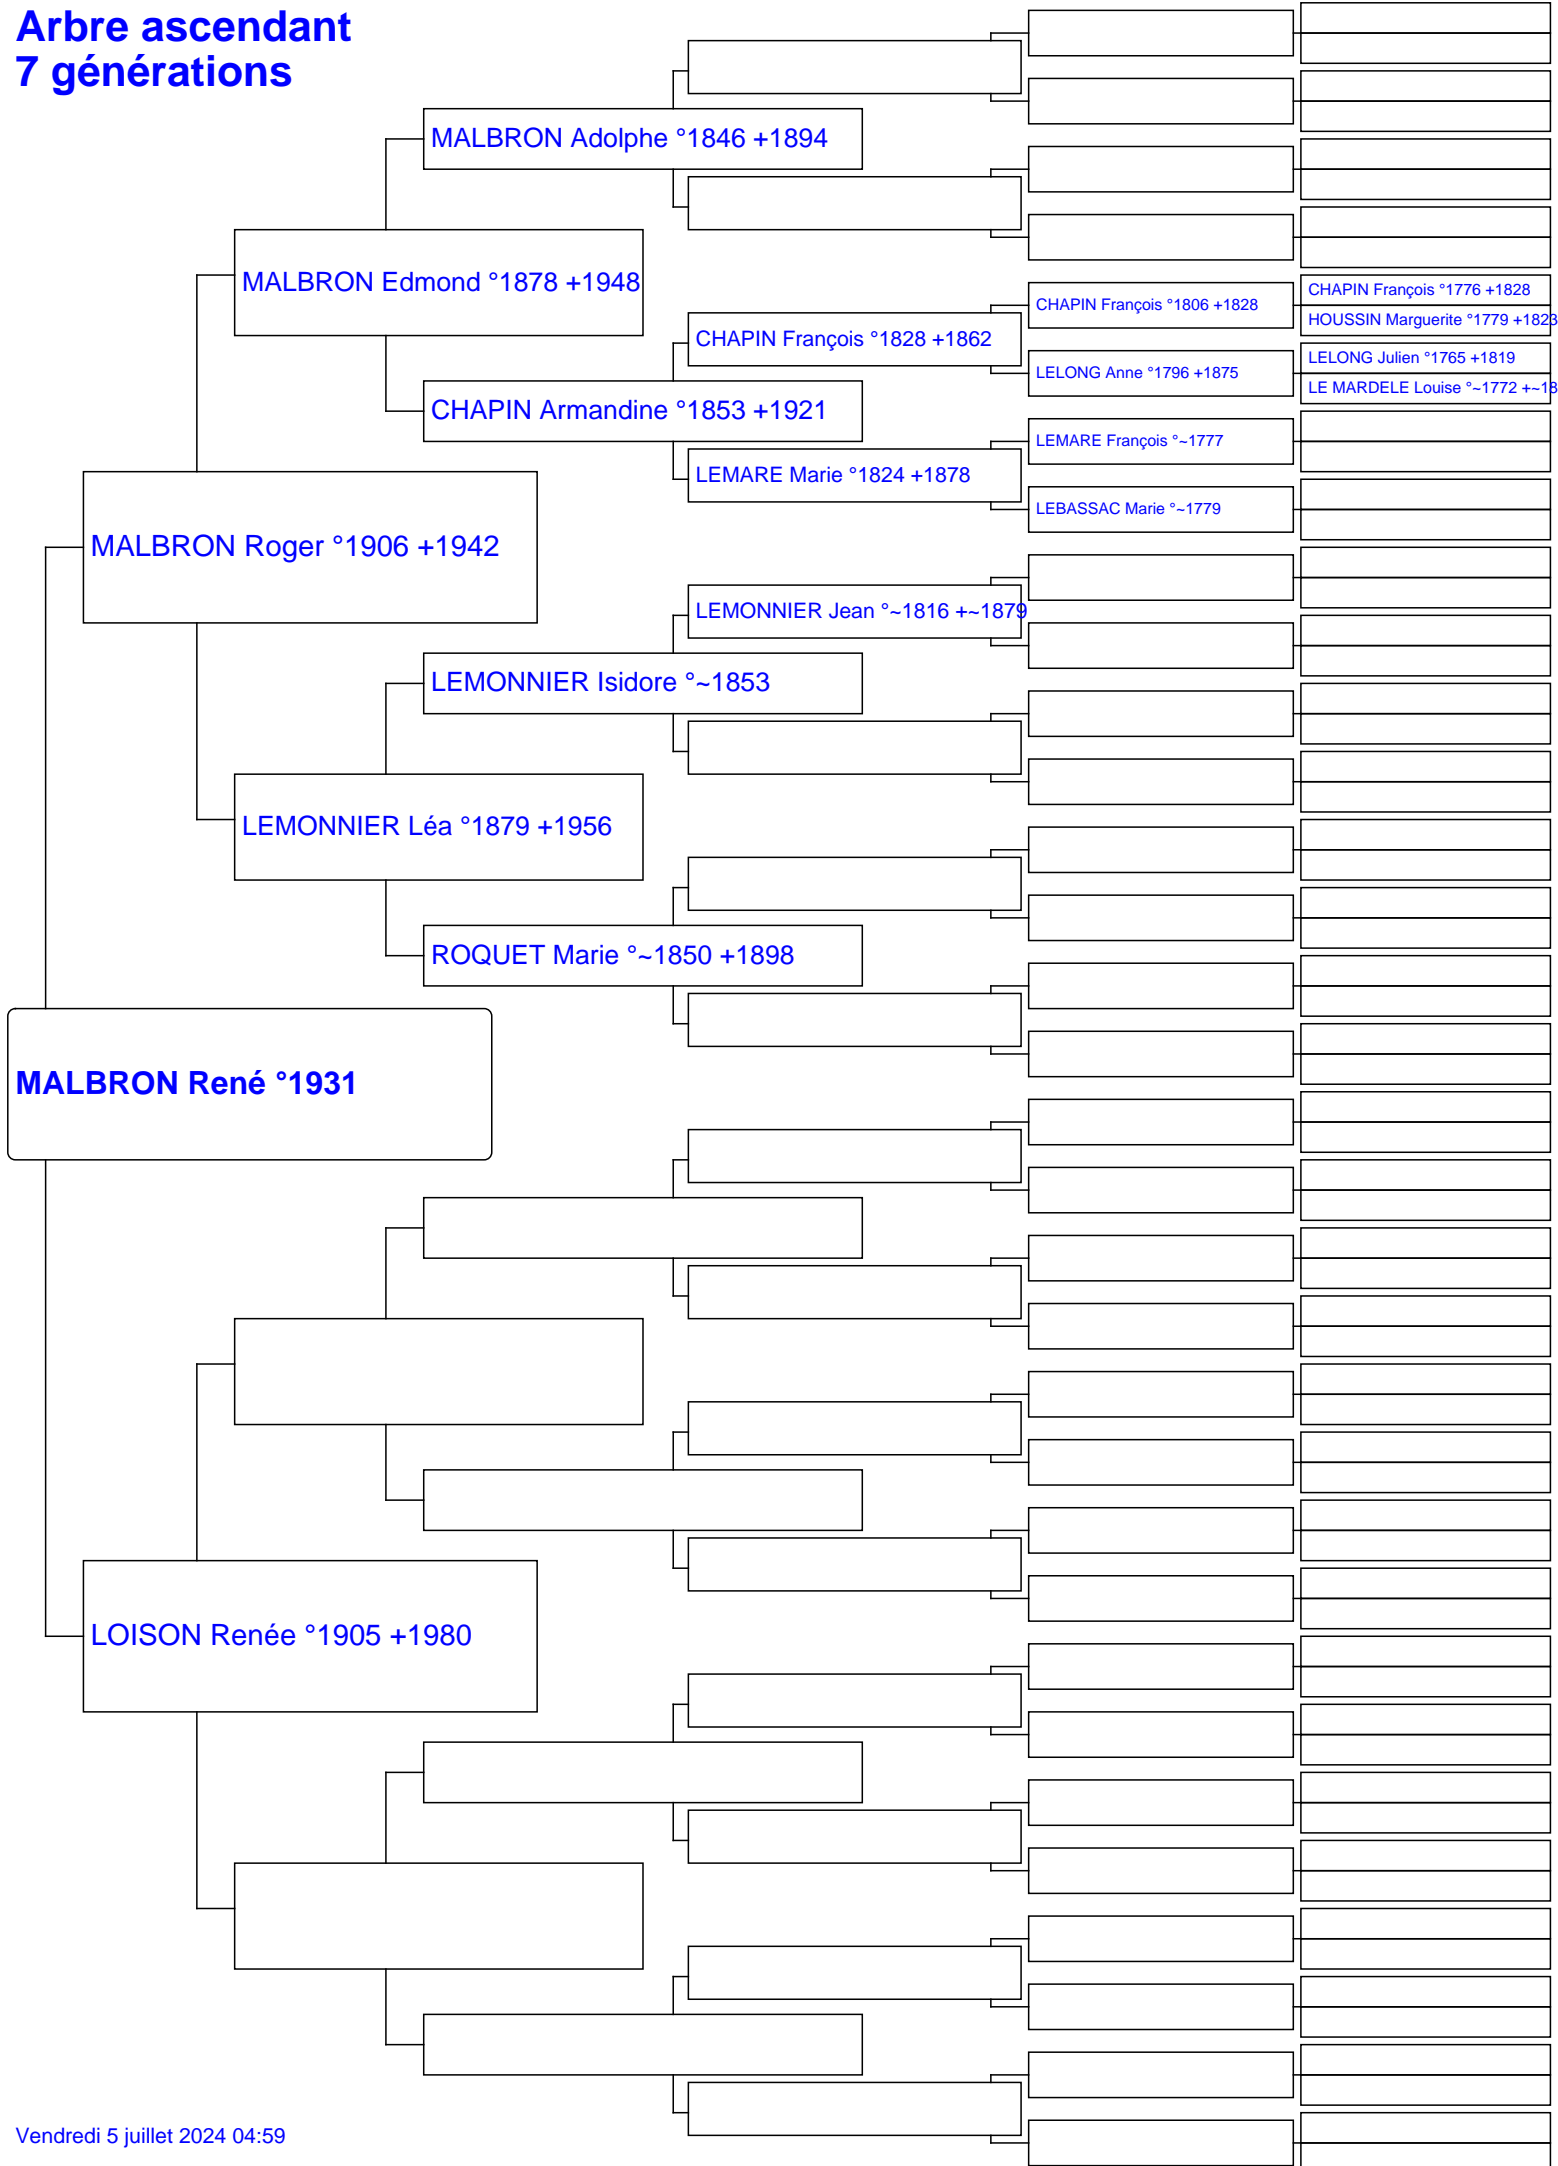 Arbre ascendant
7 générations
MALBRON Adolphe °1846 +1894
MALBRON Edmond °1878 +1948
CHAPIN François °1776 +1828
CHAPIN François °1806 +1828
HOUSSIN Marguerite °1779 +1823
CHAPIN François °1828 +1862
LELONG Julien °1765 +1819
LELONG Anne °1796 +1875
LE MARDELE Louise °~1772 +~18
CHAPIN Armandine °1853 +1921
LEMARE François °~1777
LEMARE Marie °1824 +1878
LEBASSAC Marie °~1779
MALBRON Roger °1906 +1942
LEMONNIER Jean °~1816 +~1879
LEMONNIER Isidore °~1853
LEMONNIER Léa °1879 +1956
ROQUET Marie °~1850 +1898
MALBRON René °1931
LOISON Renée °1905 +1980
Vendredi 5 juillet 2024 04:59